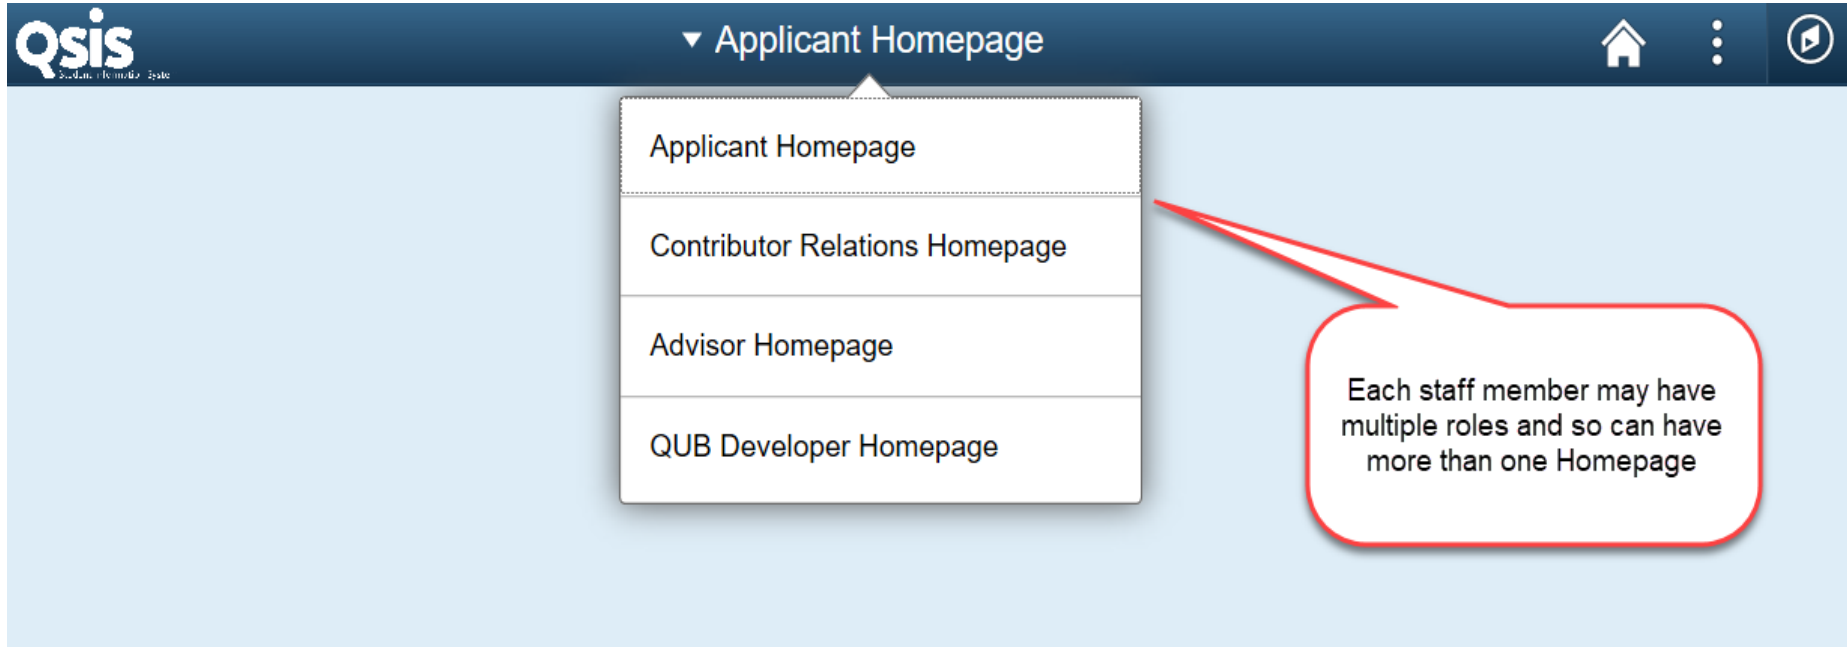 Qsis
▼ Applicant Homepage
Applicant Homepage
Contributor Relations Homepage
Advisor Homepage
QUB Developer Homepage
Each staff member may have
multiple roles and so can have
more than one Homepage